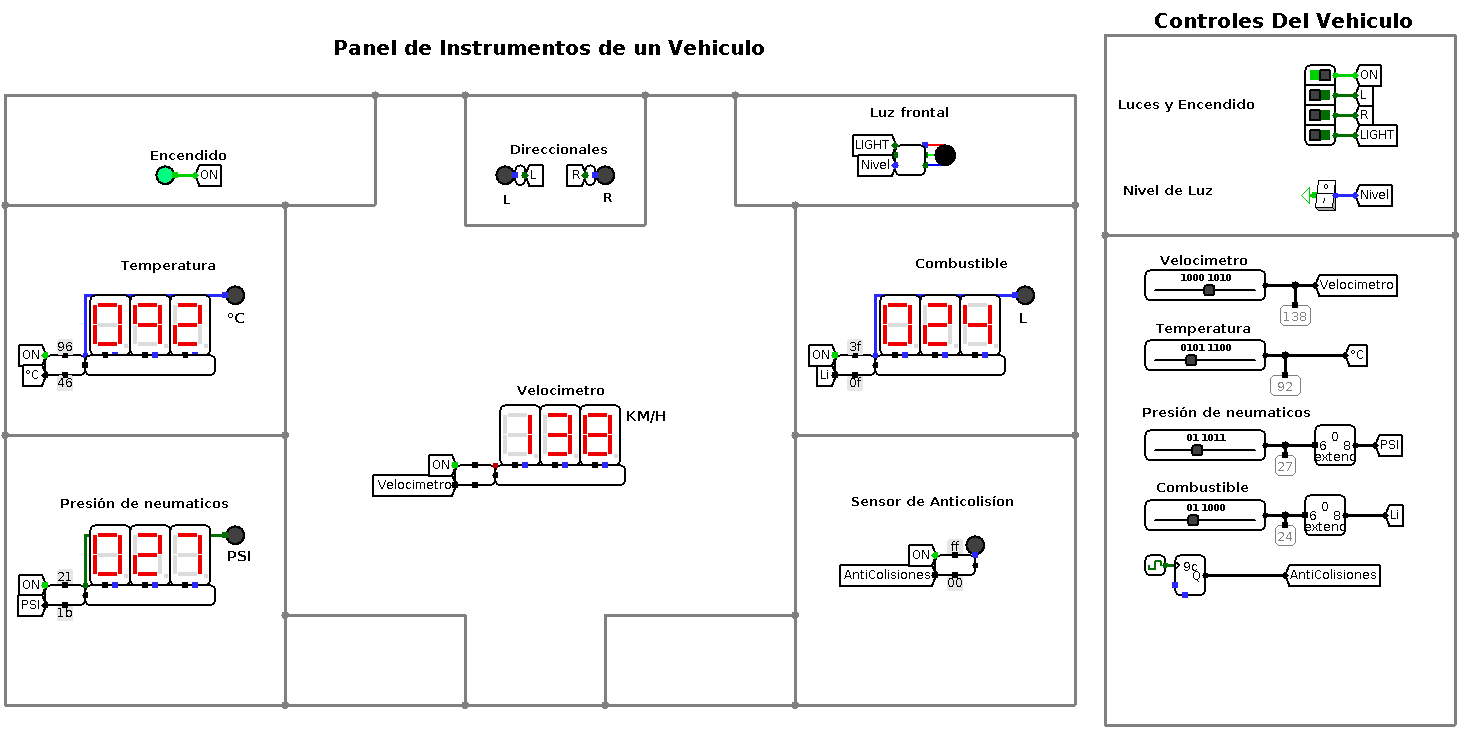 Controles Del Vehiculo
Panel de Instrumentos de un Vehiculo
Luz frontal
LIGHT
Nivel
Direccionales
L
R
L
R
Encendido
ON
Luces y Encendido
ON
L
R
LIGHT
Nivel de Luz
0
/
Nivel
Temperatura
°C
ON
°C
96
46
092
Combustible
L
ON
Li
3f
0f
024
Velocimetro
KM/H
ON
Velocimetro
138
Presión de neumaticos
PSI
ON
PSI
21
1b
027
Sensor de Anticolisíon
ON
AntiColisiones
ff
00
Velocimetro
1000 1010
Velocimetro
138
Temperatura
0101 1100
°C
92
Presión de neumaticos
01 1011
27
0
6 8
extend
PSI
Combustible
01 1000
24
0
6 8
extend
Li
9c
Q
AntiColisiones